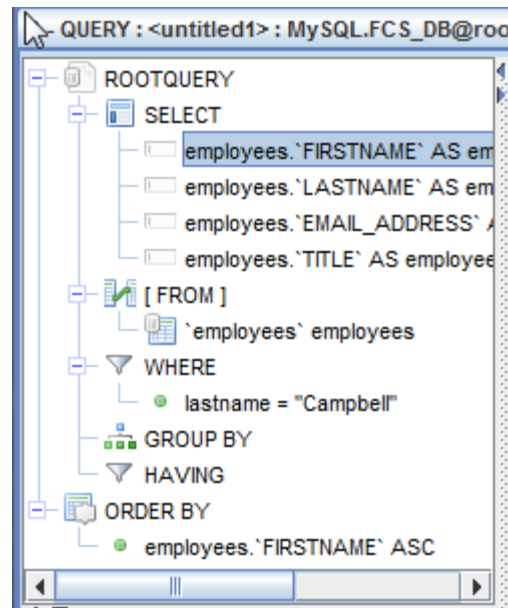 QUERY : <untitled1> : MySQL.FCS_DB@roo
ROOTQUERY
SELECT
employees.`FIRSTNAME` AS em
employees.`LASTNAME` AS em
employees.`EMAIL_ADDRESS`
employees.`TITLE` AS employee
[ FROM ]
`employees` employees
WHERE
lastname = "Campbell"
GROUP BY
HAVING
ORDER BY
employees.`FIRSTNAME` ASC